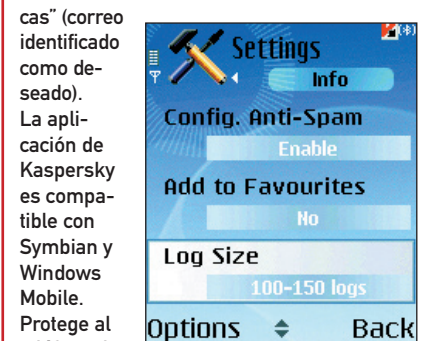 cas” (correo
identificado
como de-
seado).
La apli-
cación de
Kaspersky
es compa-
tible con
Symbian y
Windows
Mobile.
Protege al
Settings
Info
Config. Anti-Spam
Enable
Add to Favourites
No
Log Size
100-150 logs
Options
Back